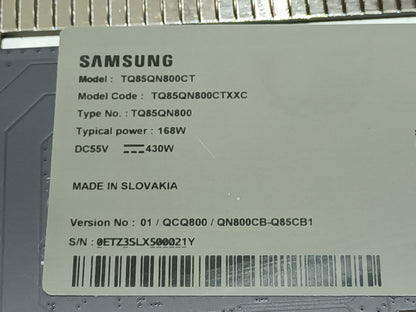 SAMSUNG
Model : TQ85QN800CT
Model Code : TQ85QN800CTXXC
Type No. : TQ85QN800
Typical power : 168W
DC55V ⎓ 430W
MADE IN SLOVAKIA
Version No : 01 / QCQ800 / QN800CB-Q85CB1
S/N : 0ETZ3SLX500021Y